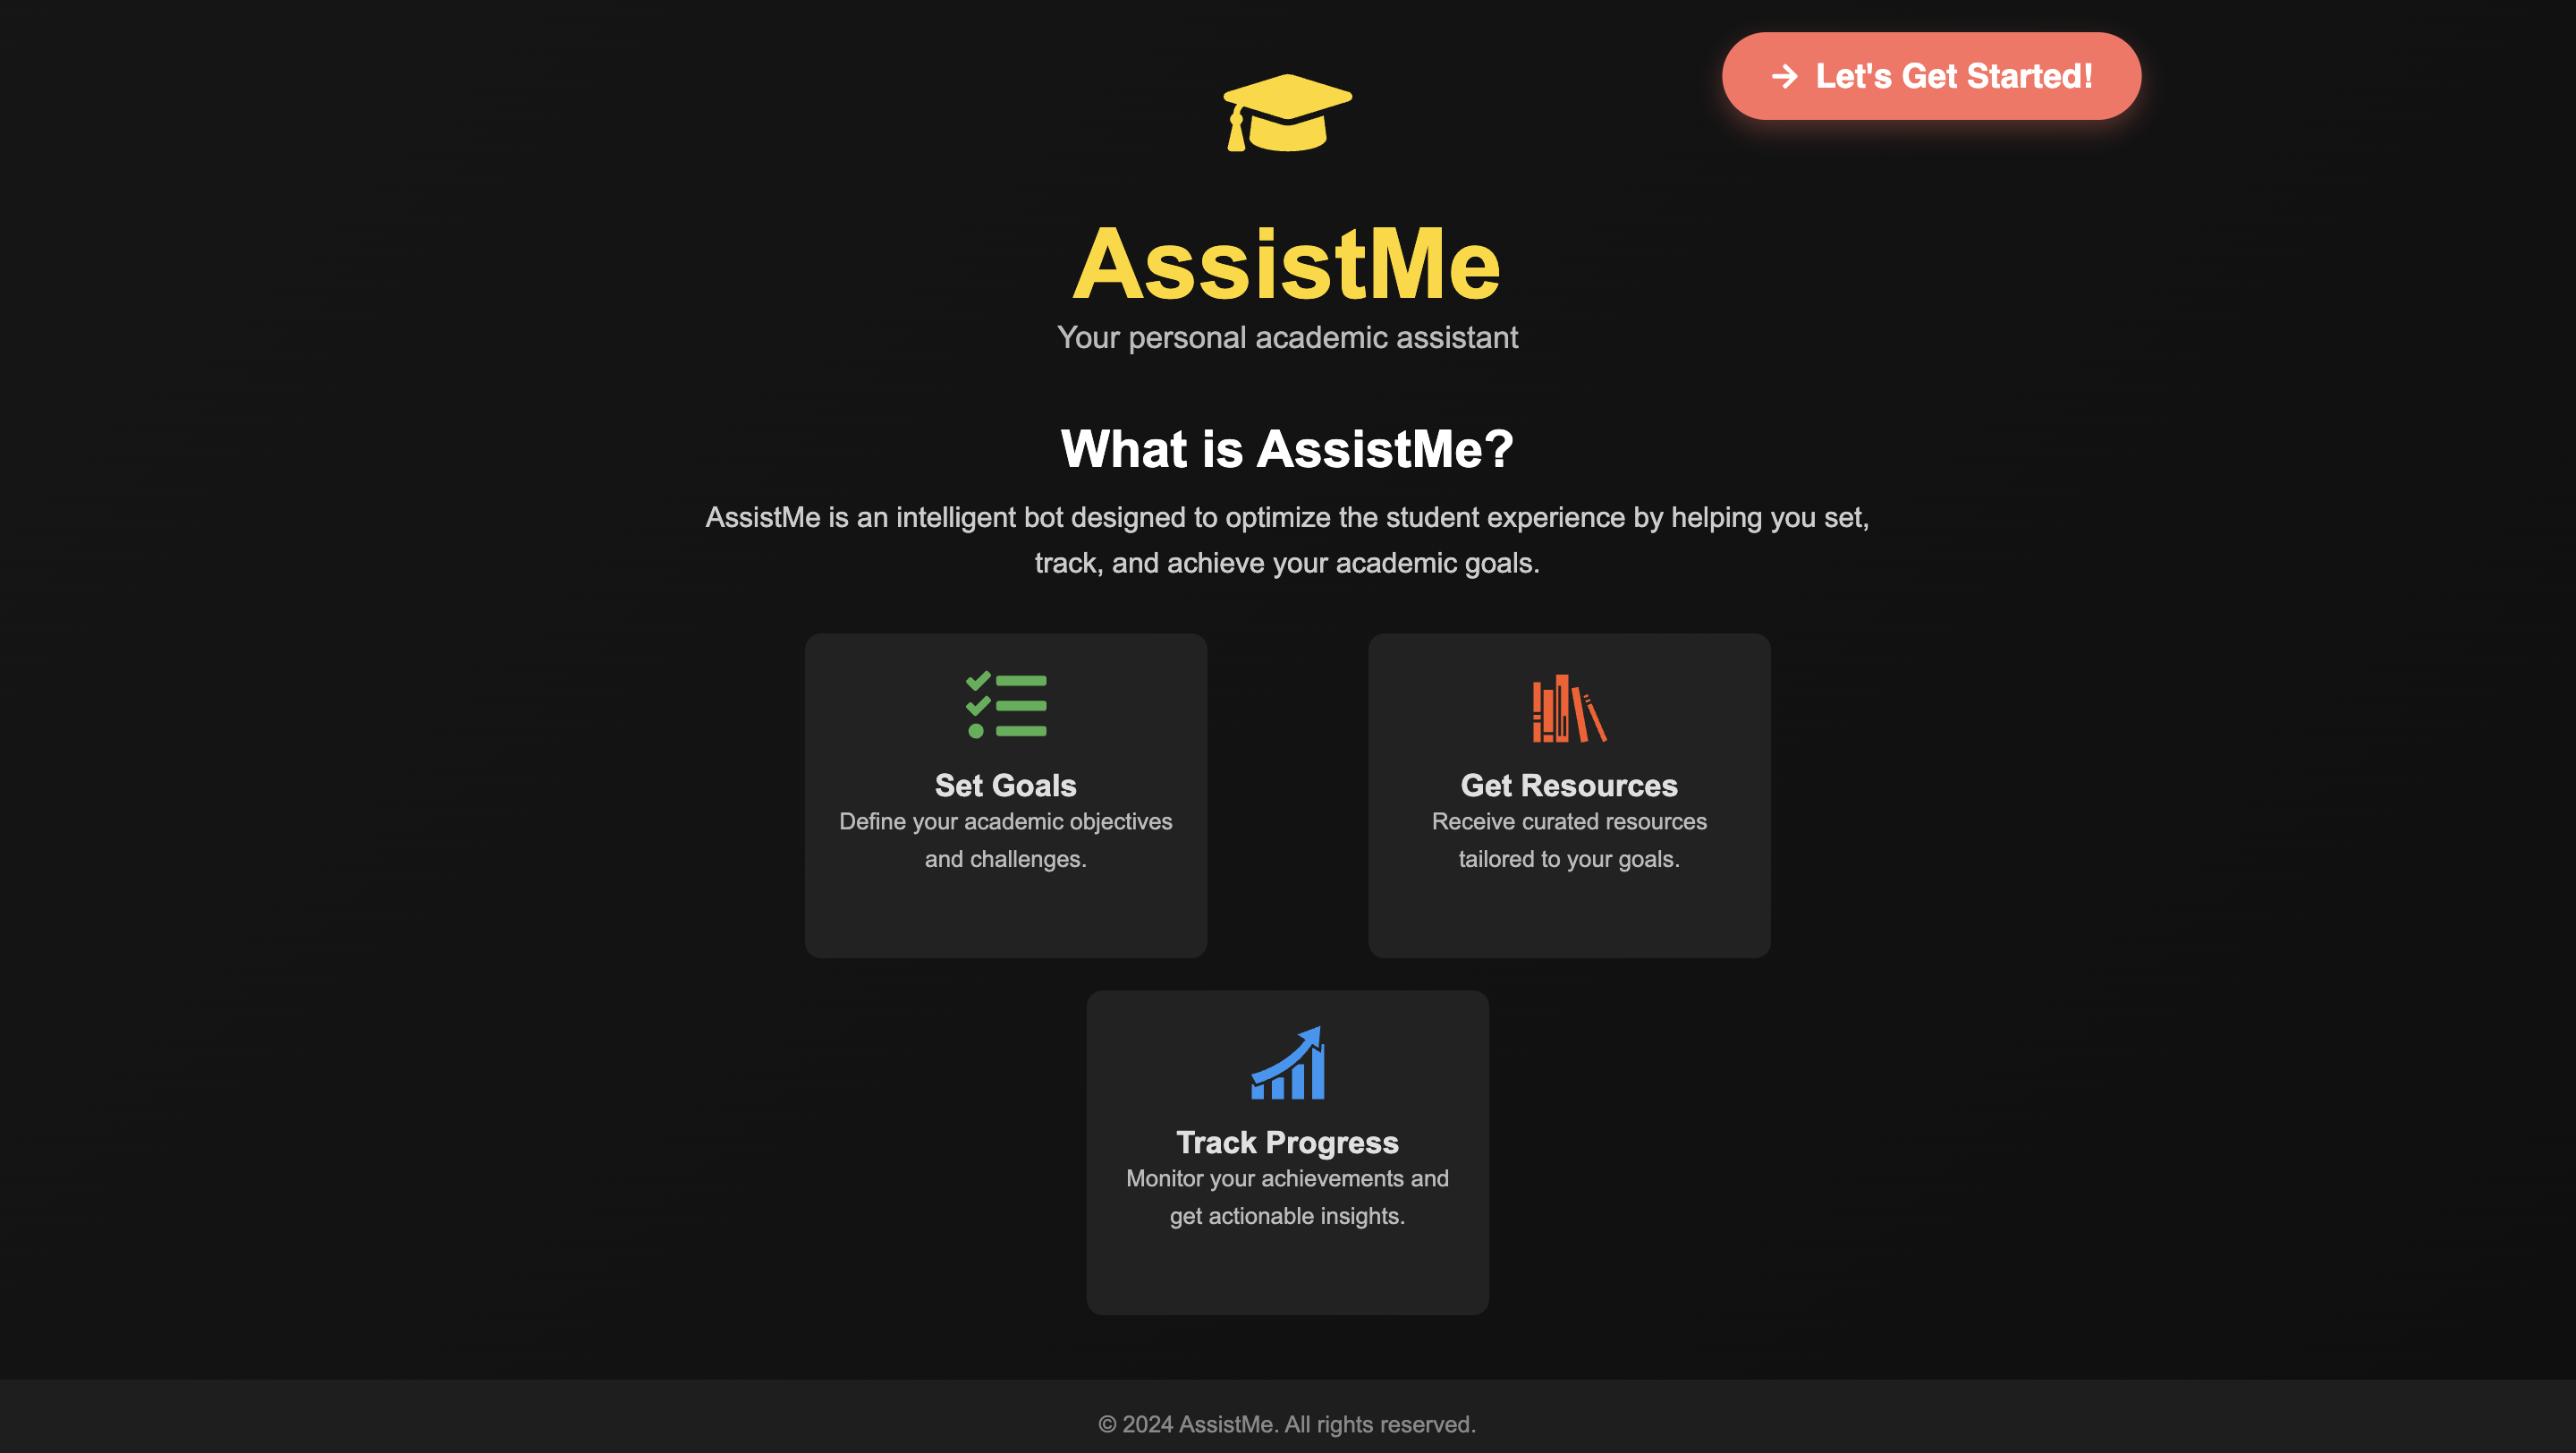 Let's Get Started!
AssistMe
Your personal academic assistant
What is AssistMe?
AssistMe is an intelligent bot designed to optimize the student experience by helping you set,
track, and achieve your academic goals.
Set Goals
Define your academic objectives
and challenges.
Get Resources
Receive curated resources
tailored to your goals.
Track Progress
Monitor your achievements and
get actionable insights.
© 2024 AssistMe. All rights reserved.